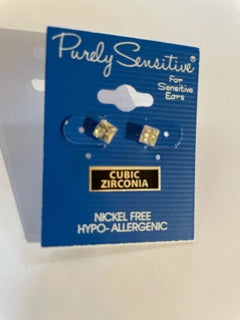 Purely Sensitive®
For
Sensitive
Ears
CUBIC
ZIRCONIA
NICKEL FREE
HYPO-ALLERGENIC